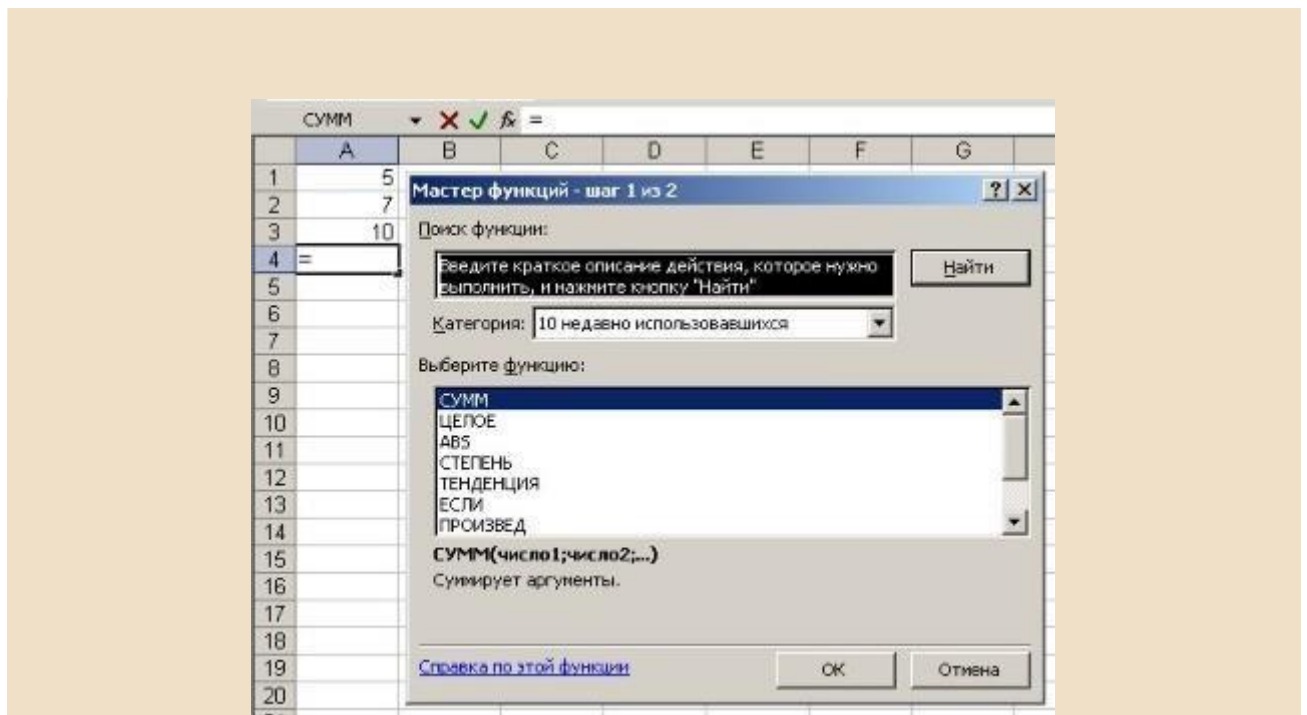 СУММ =
A B C D E F G
1 5
2 7
3 10
4 =
5
6
7
8
9
10
11
12
13
14
15
16
17
18
19
20
Мастер функций - шаг 1 из 2
Поиск функции:
Введите краткое описание действия, которое нужно
выполнить, и нажмите кнопку "Найти"
Найти
Категория: 10 недавно использовавшихся
Выберите функцию:
СУММ
ЦЕЛОЕ
ABS
СТЕПЕНЬ
ТЕНДЕНЦИЯ
ЕСЛИ
ПРОИЗВЕД
СУММ(число1;число2;...)
Суммирует аргументы.
Справка по этой функции
ОК Отмена